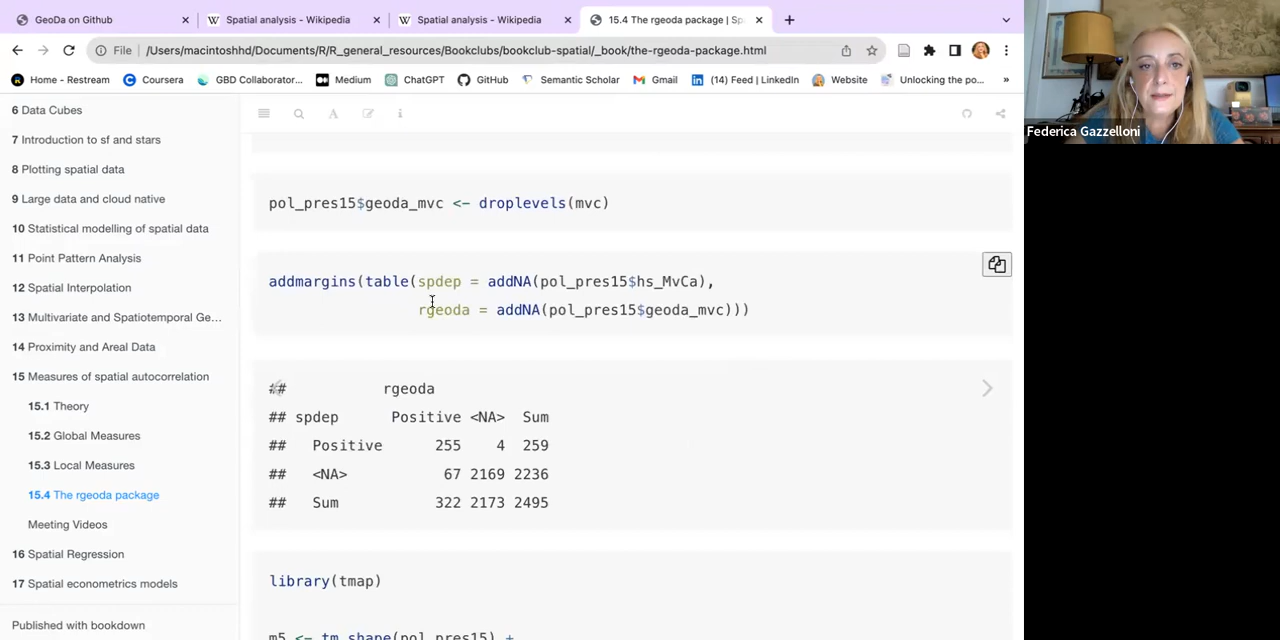 GeoDa on Github
Spatial analysis - Wikipedia
Spatial analysis - Wikipedia
15.4 The rgeoda package | Sp
File /Users/macintoshhd/Documents/R/R_general_resources/Bookclubs/bookclub-spatial/_book/the-rgeoda-package.html
Home - Restream
Coursera
GBD Collaborator...
Medium
ChatGPT
GitHub
Semantic Scholar
Gmail
(14) Feed | LinkedIn
Website
Unlocking the po...
»
6 Data Cubes
7 Introduction to sf and stars
8 Plotting spatial data
9 Large data and cloud native
10 Statistical modelling of spatial data
11 Point Pattern Analysis
12 Spatial Interpolation
13 Multivariate and Spatiotemporal Ge...
14 Proximity and Areal Data
15 Measures of spatial autocorrelation
15.1 Theory
15.2 Global Measures
15.3 Local Measures
15.4 The rgeoda package
Meeting Videos
16 Spatial Regression
17 Spatial econometrics models
Published with bookdown
pol_pres15$geoda_mvc <- droplevels(mvc)
addmargins(table(spdep = addNA(pol_pres15$hs_MvCa),
rgeoda = addNA(pol_pres15$geoda_mvc)))
## rgeoda
## spdep Positive <NA> Sum
## Positive 255 4 259
## <NA> 67 2169 2236
## Sum 322 2173 2495
library(tmap)
m5 <- tm_shape(pol_pres15) +
Federica Gazzelloni